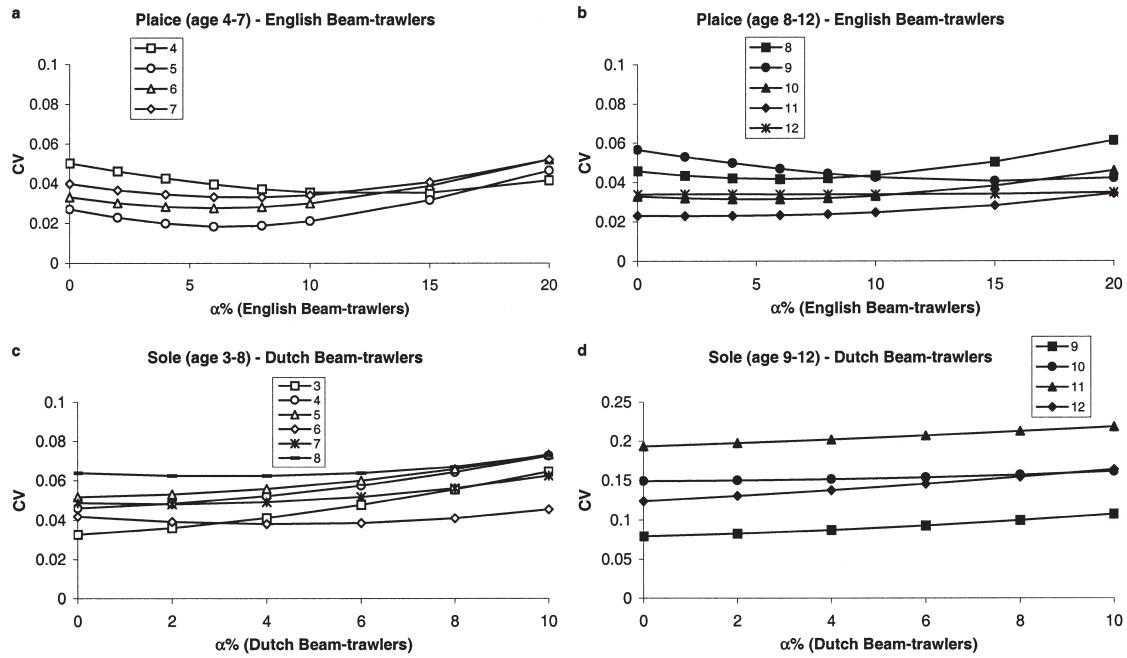 a
Plaice (age 4-7) - English Beam-trawlers
4
5
6
7
0.1
0.08
0.06
0.04
0.02
0
CV
0 5 10 15 20
α% (English Beam-trawlers)
b
Plaice (age 8-12) - English Beam-trawlers
8
9
10
11
12
0.1
0.08
0.06
0.04
0.02
0
CV
0 5 10 15 20
α% (English Beam-trawlers)
c
Sole (age 3-8) - Dutch Beam-trawlers
3
4
5
6
7
8
0.1
0.08
0.06
0.04
0.02
0
CV
0 2 4 6 8 10
α% (Dutch Beam-trawlers)
d
Sole (age 9-12) - Dutch Beam-trawlers
9
10
11
12
0.25
0.2
0.15
0.1
0.05
0
CV
0 2 4 6 8 10
α% (Dutch Beam-trawlers)